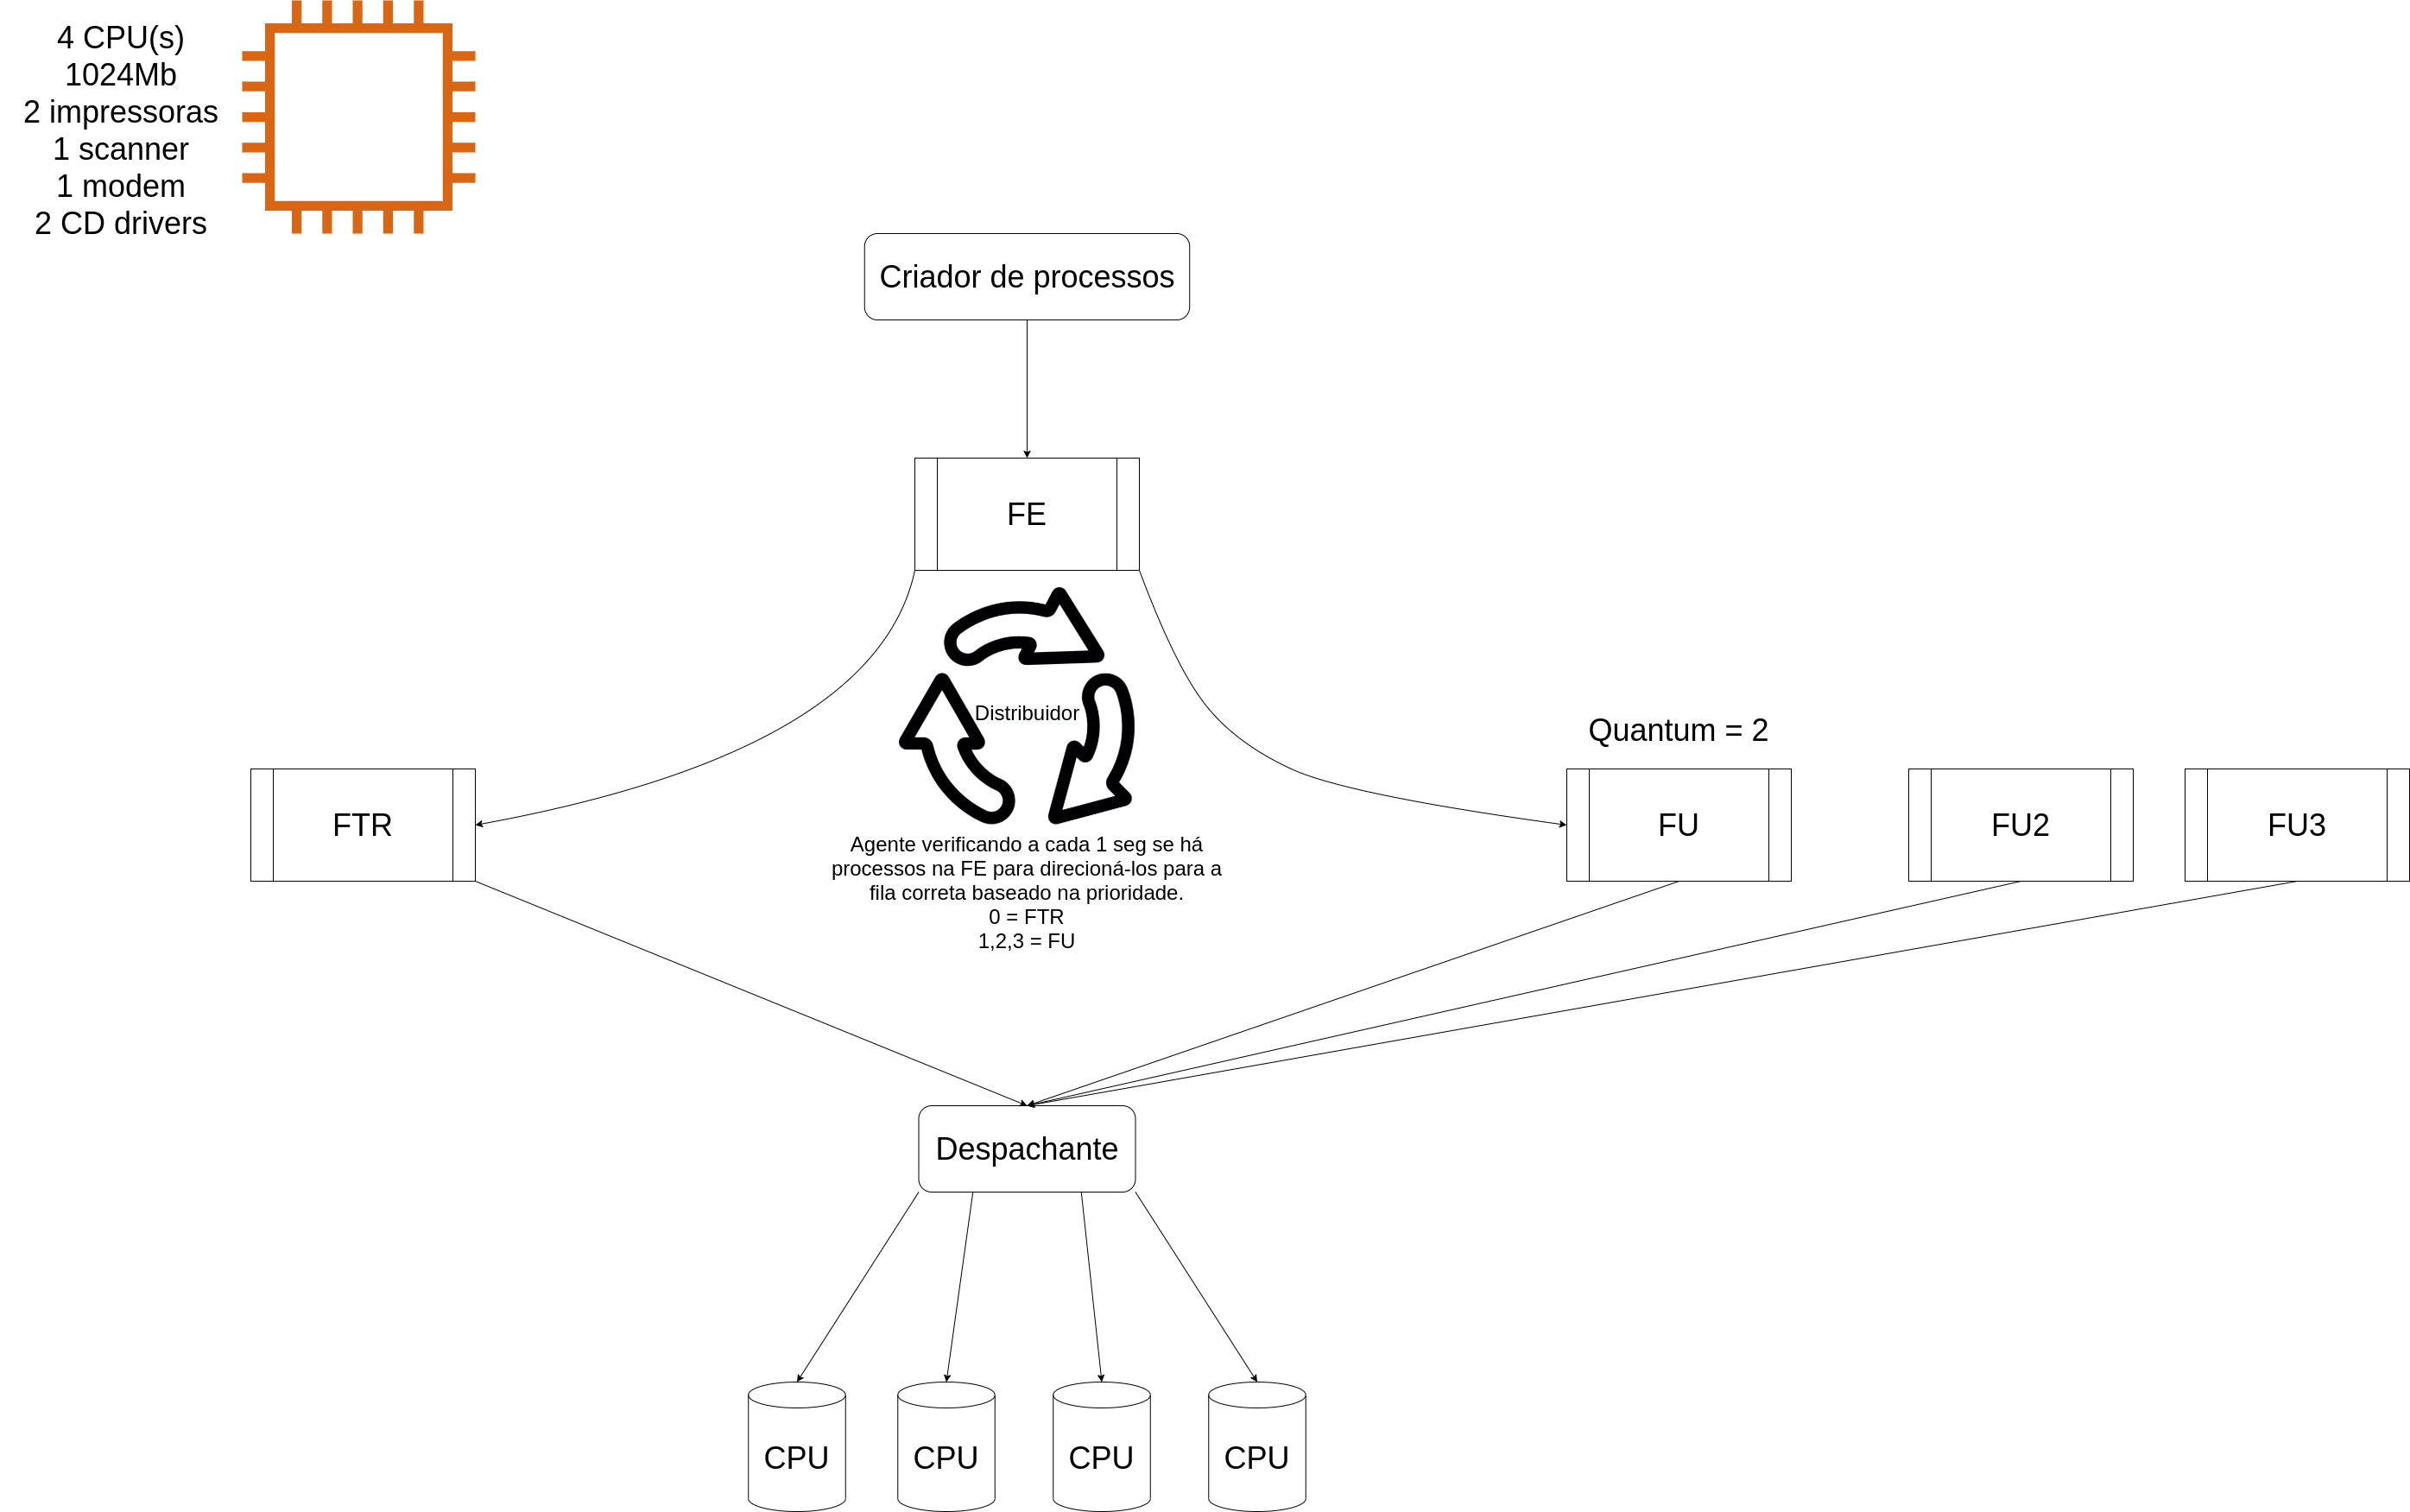 4 CPU(s)
1024Mb
2 impressoras
1 scanner
1 modem
2 CD drivers
Criador de processos
FE
Distribuidor
Quantum = 2
FTR
FU
FU2
FU3
Agente verificando a cada 1 seg se há
processos na FE para direcioná-los para a
fila correta baseado na prioridade.
0 = FTR
1,2,3 = FU
Despachante
CPU
CPU
CPU
CPU